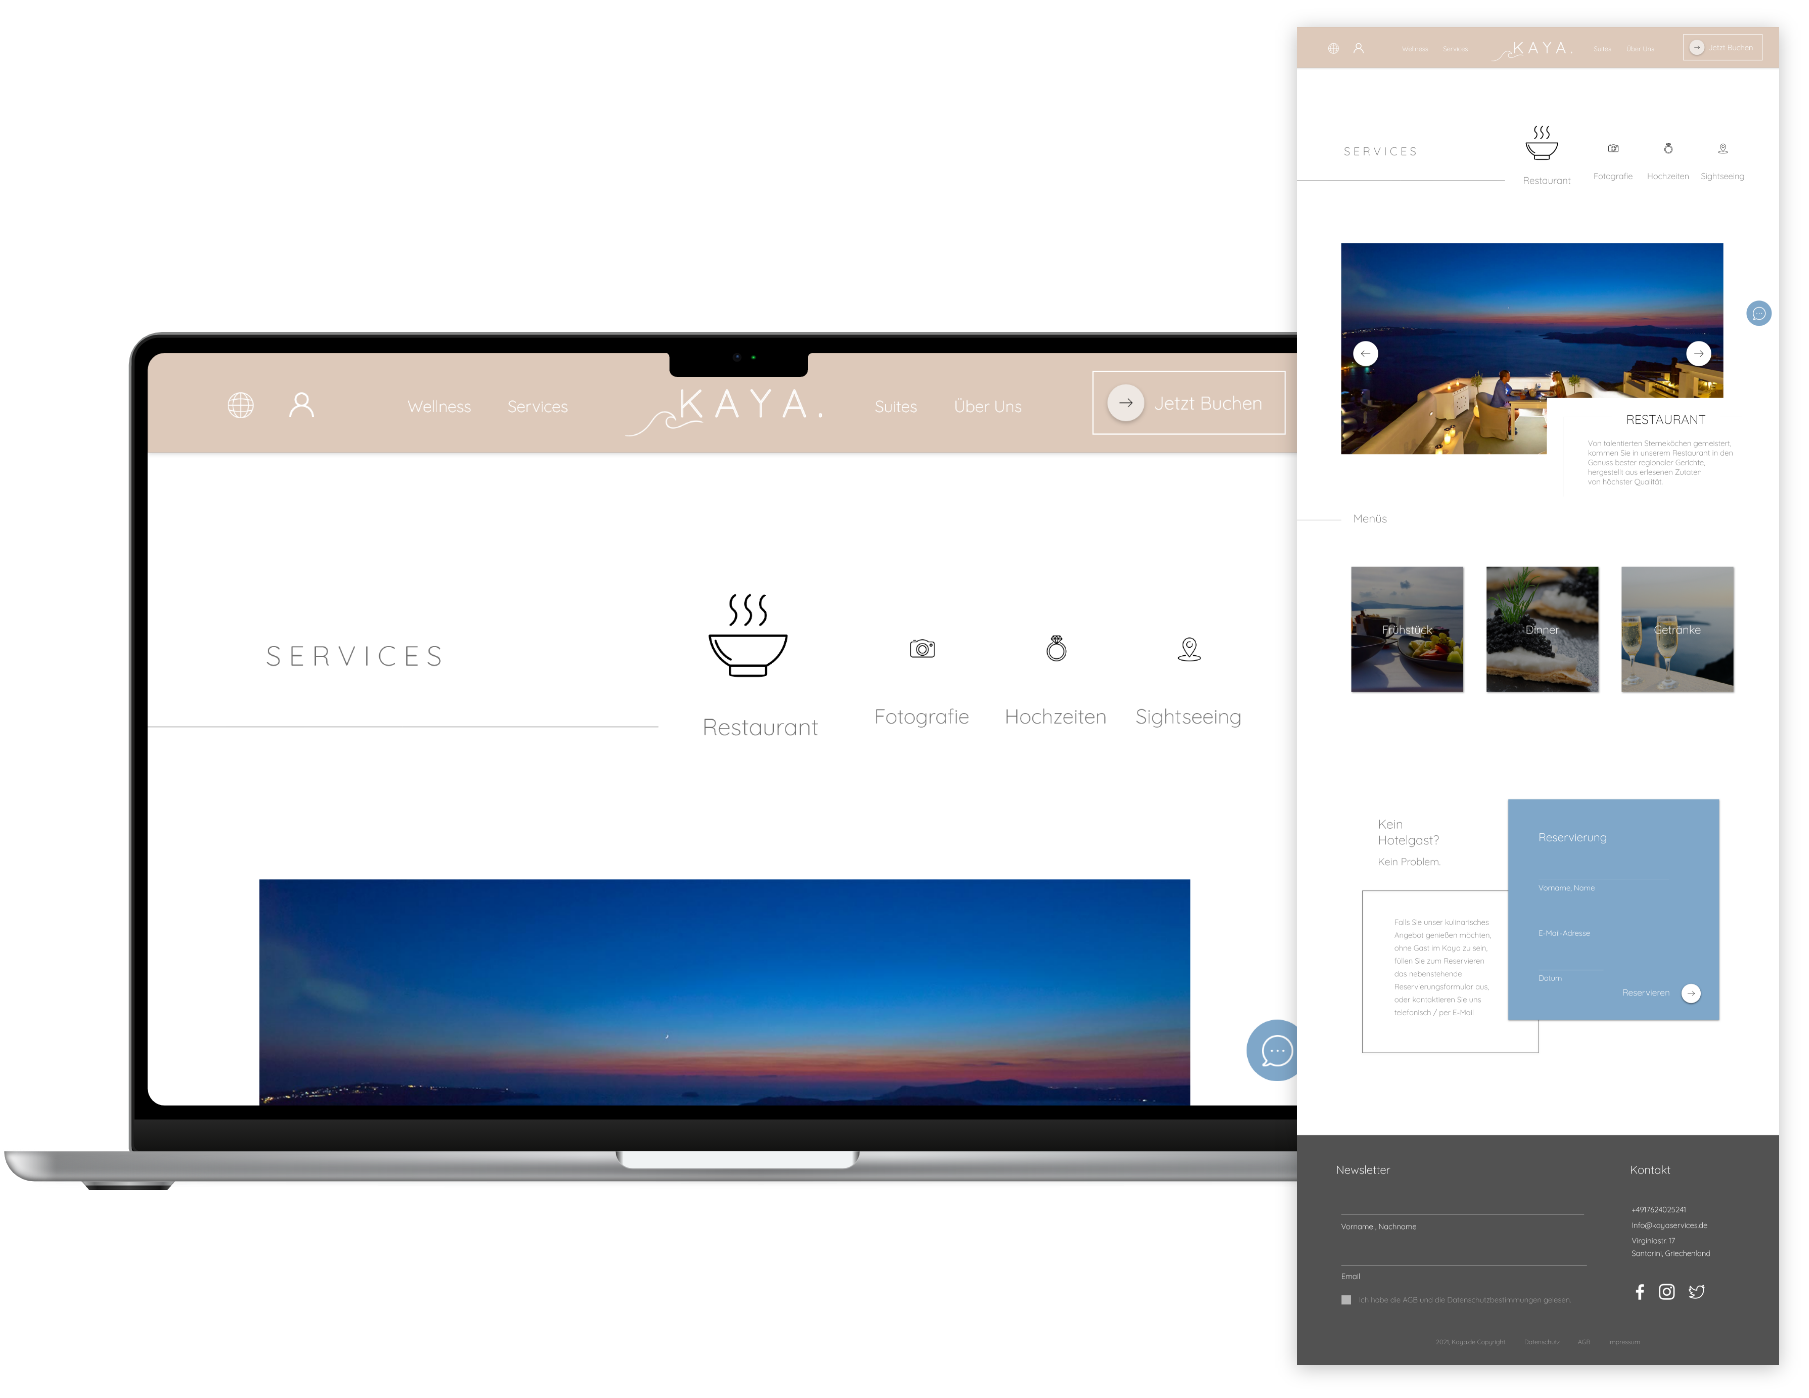 Wellness
Services
KAYA.
Suites
Über Uns
Jetzt Buchen
SERVICES
Restaurant
Fotografie
Hochzeiten
Sightseeing
Wellness
Services
KAYA.
Suites
Über Uns
Jetzt Buchen
SERVICES
Restaurant
Fotografie
Hochzeiten
Sightseeing
RESTAURANT
Von talentierten Sterneköchen gemeistert,
kommen Sie in unserem Restaurant in den
Genuss bester regionaler Gerichte,
hergestellt aus erlesenen Zutaten
von höchster Qualität.
Menüs
Frühstück
Dinner
Getränke
Kein
Hotelgast?
Kein Problem.
Falls Sie unser kulinarisches
Angebot genießen möchten,
ohne Gast im Kaya zu sein,
füllen Sie zum Reservieren
das nebenstehende
Reservierungsformular aus,
oder kontaktieren Sie uns
telefonisch / per E-Mail
Reservierung
Vorname, Name
E-Mail-Adresse
Datum
Reservieren
Newsletter
Vorname , Nachname
Email
Ich habe die AGB und die Datenschutzbestimmungen gelesen.
Kontakt
+4917624025241
Info@kayaservices.de
Virginiastr 17
Santorini, Griechenland
2021, Kayade Copyright
Datenschutz
AGB
Impressum